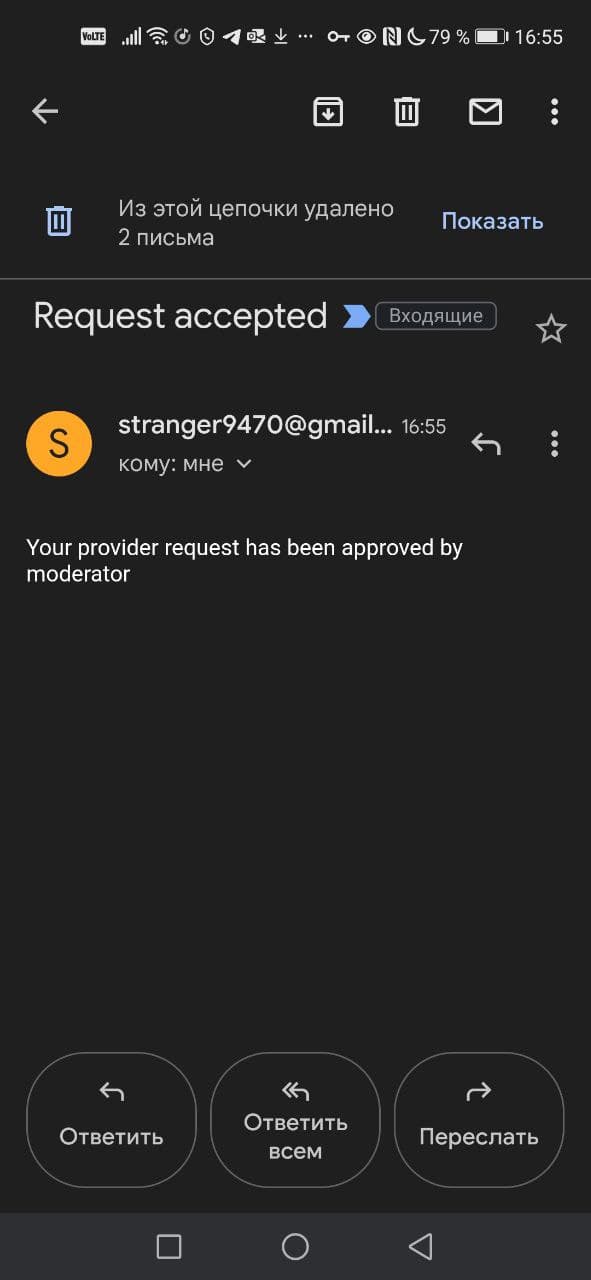 VoLTE 79 % 16:55
Из этой цепочки удалено
2 письма
Показать
Request accepted
Входящие
S
stranger9470@gmail... 16:55
кому: мне
Your provider request has been approved by
moderator
Ответить
Ответить
всем
Переслать